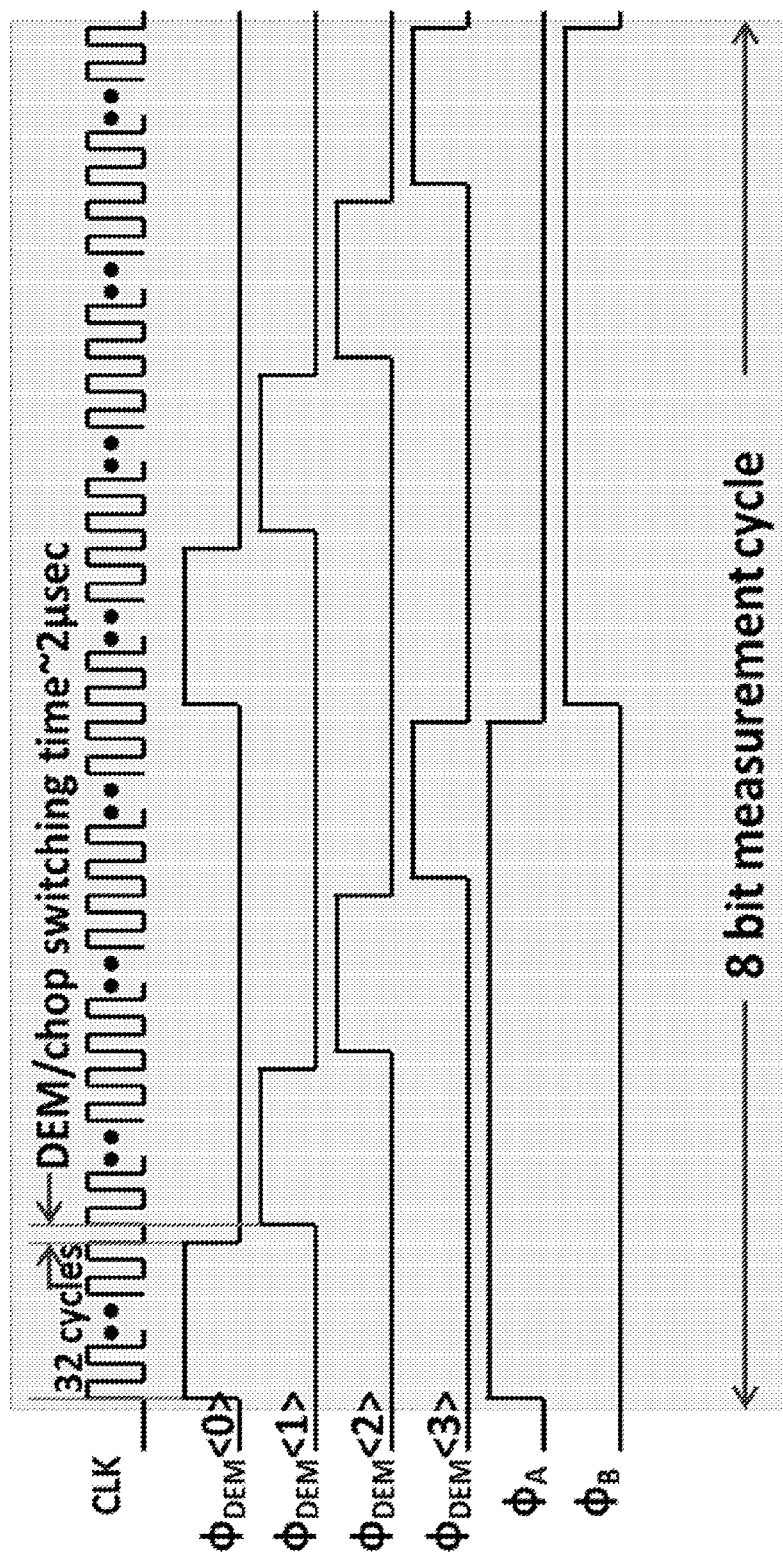 DEM/chop switching time~2μsec
32 cycles
CLK
ΦDEM<0>
ΦDEM<1>
ΦDEM<2>
ΦDEM<3>
ΦA
ΦB
8 bit measurement cycle